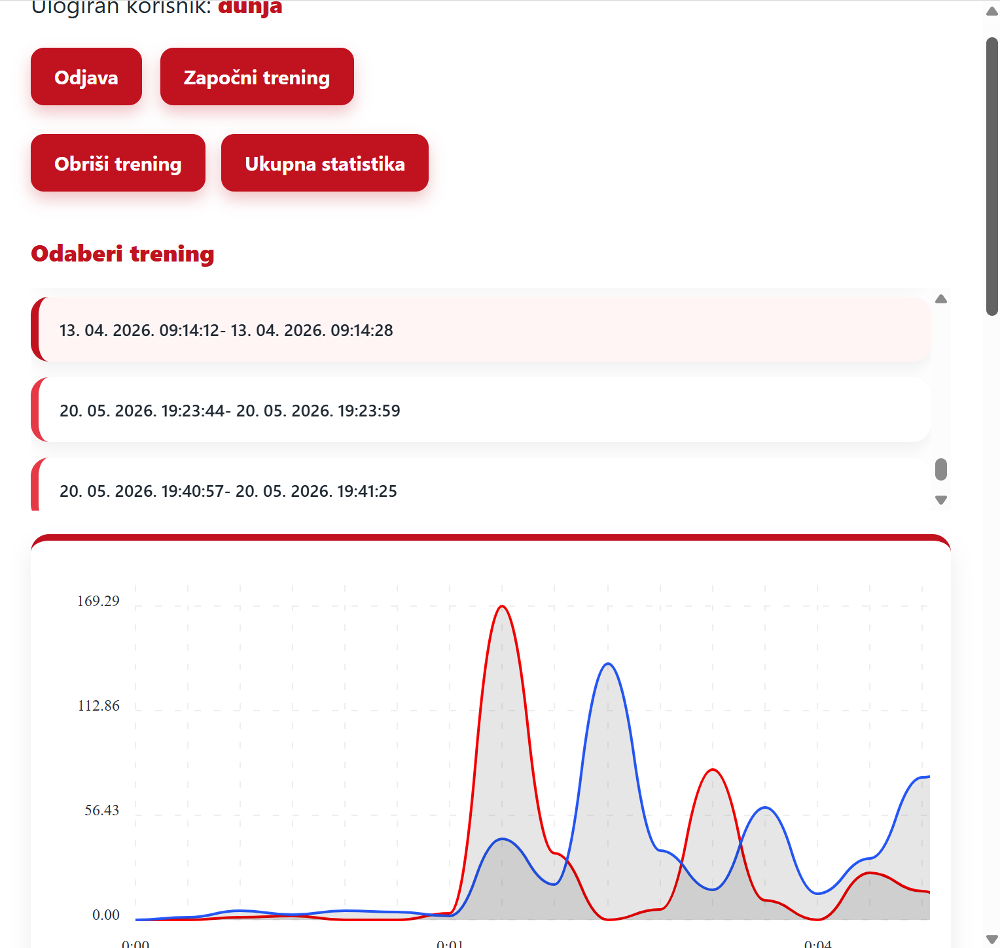 Ulogiran korisnik: dunja
Odjava
Započni trening
Obriši trening
Ukupna statistika
Odaberi trening
13. 04. 2026. 09:14:12- 13. 04. 2026. 09:14:28
20. 05. 2026. 19:23:44- 20. 05. 2026. 19:23:59
20. 05. 2026. 19:40:57- 20. 05. 2026. 19:41:25
169.29
112.86
56.43
0.00
0:00
0:01
0:04